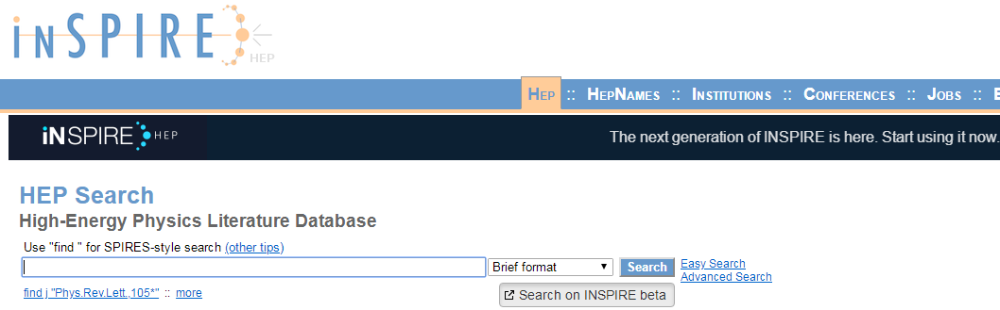 iNSPIRE
HEP
HEP :: HEPNAMES :: INSTITUTIONS :: CONFERENCES :: JOBS ::
iNSPIRE HEP
The next generation of INSPIRE is here. Start using it now.
HEP Search
High-Energy Physics Literature Database
Use "find " for SPIRES-style search (other tips)
Brief format Search Easy Search
Advanced Search
find j "Phys.Rev.Lett.,105*" :: more
Search on INSPIRE beta